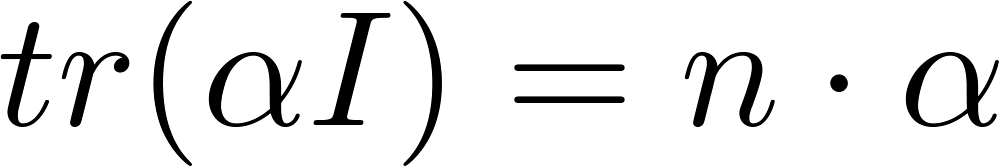 tr(αI) = n · α